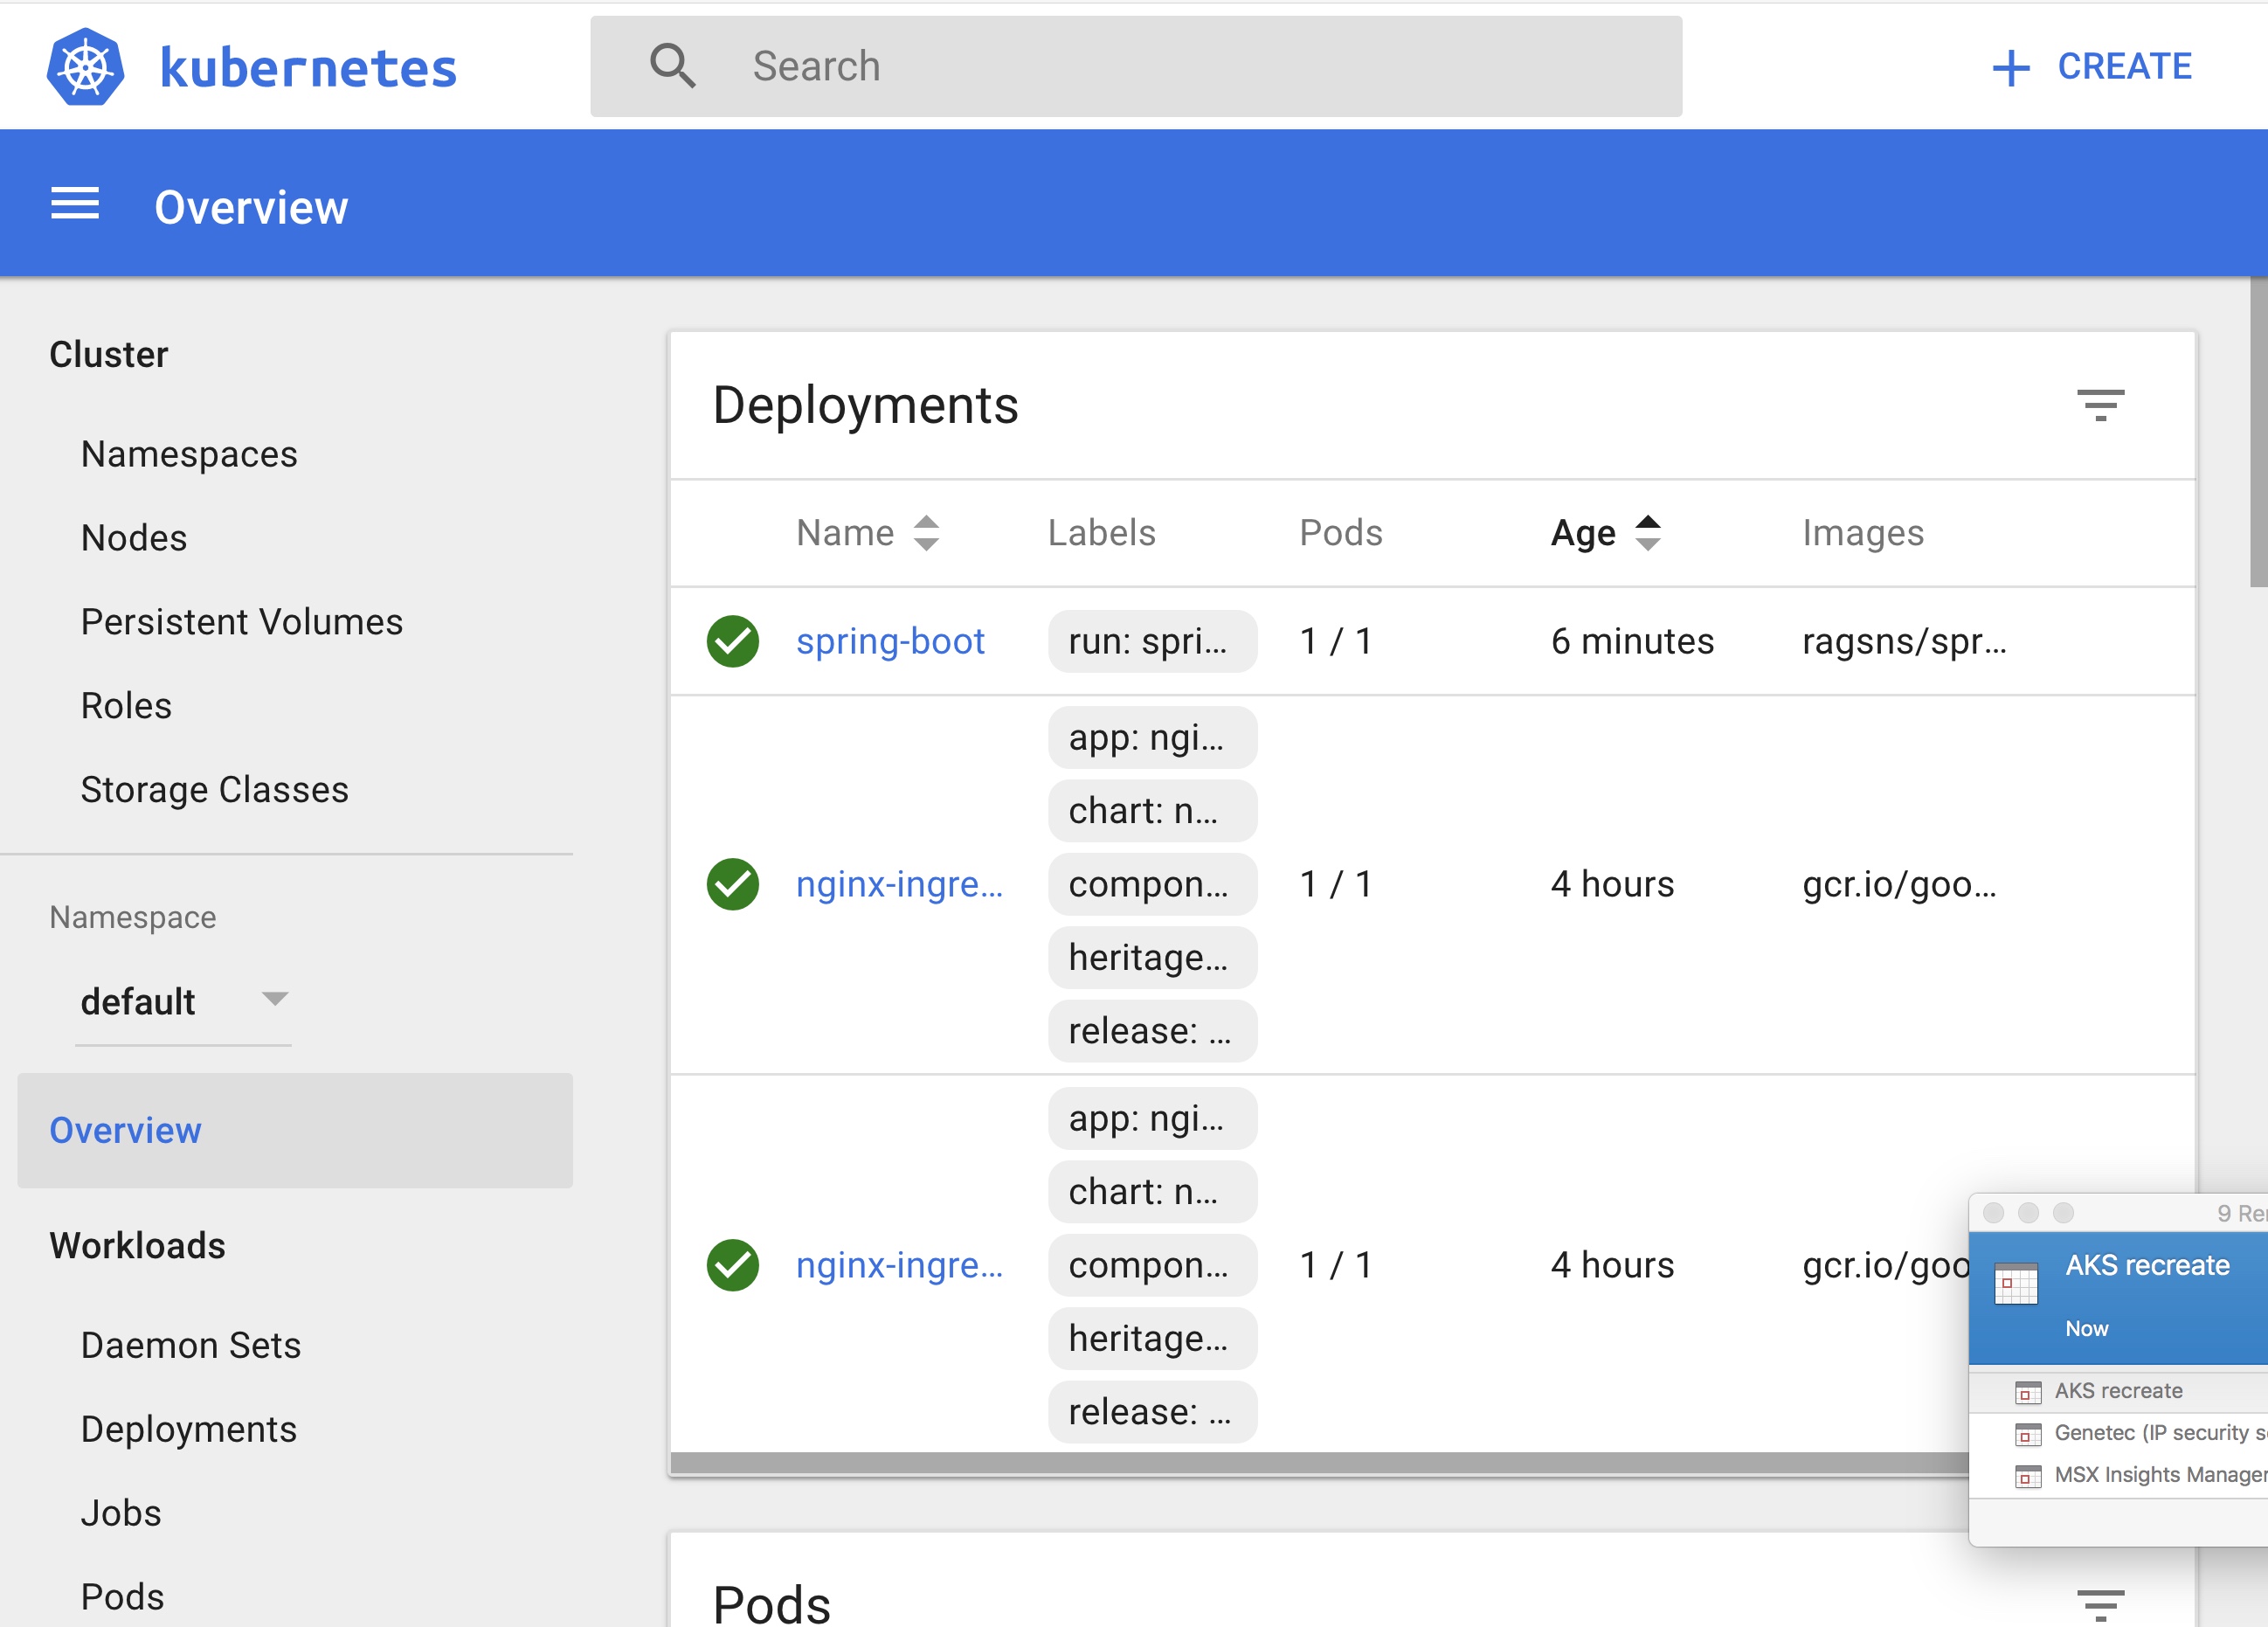 kubernetes
Search
+ CREATE
Overview
Cluster
Namespaces
Nodes
Persistent Volumes
Roles
Storage Classes
Namespace
default
Overview
Workloads
Daemon Sets
Deployments
Jobs
Pods
Deployments
Name Labels Pods Age Images
spring-boot run: spri... 1 / 1 6 minutes ragsns/spr...
app: ngi...
chart: n...
nginx-ingre... compon... 1 / 1 4 hours gcr.io/goo...
heritage...
release: ...
app: ngi...
chart: n...
nginx-ingre... compon... 1 / 1 4 hours gcr.io/goo
heritage...
release: ...
Pods
9 Re
AKS recreate
Now
AKS recreate
Genetec (IP security s
MSX Insights Manager